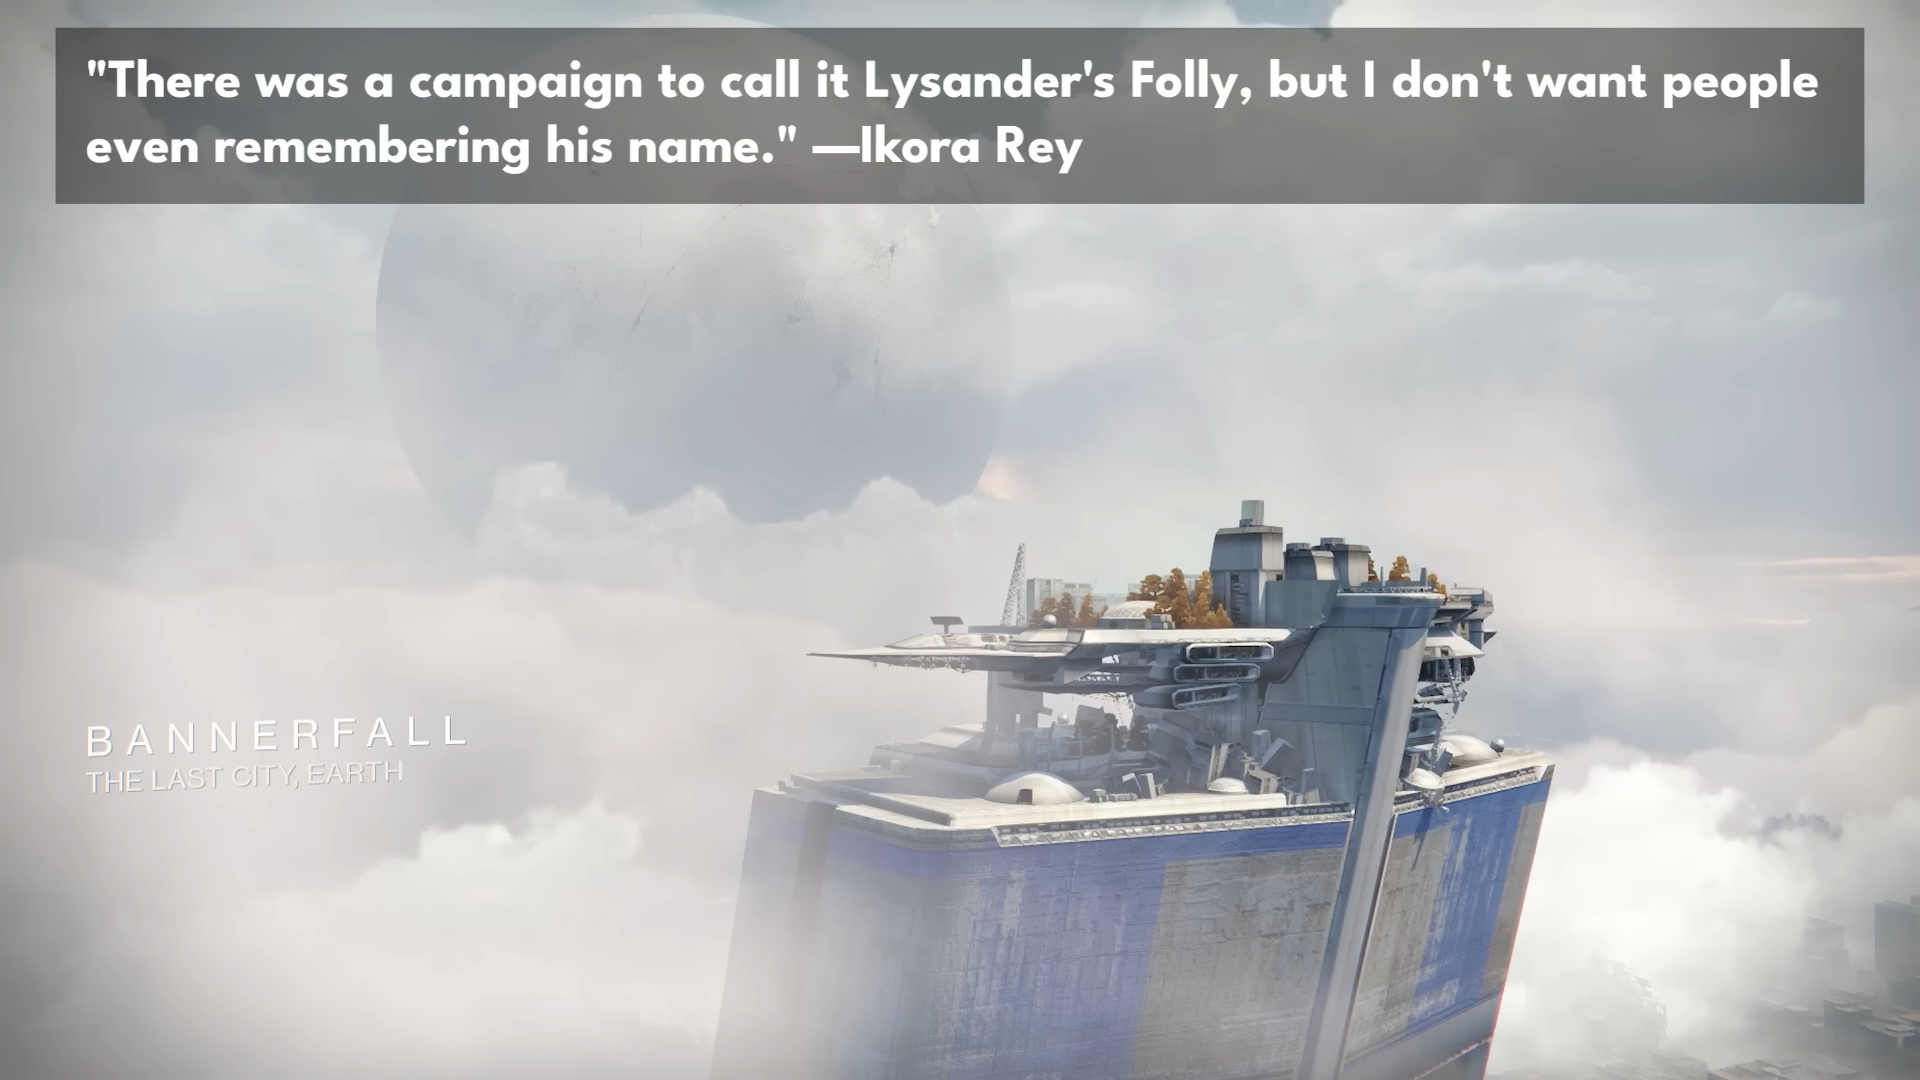 "There was a campaign to call it Lysander's Folly, but I don't want people
even remembering his name." —Ikora Rey
BANNERFALL
THE LAST CITY, EARTH